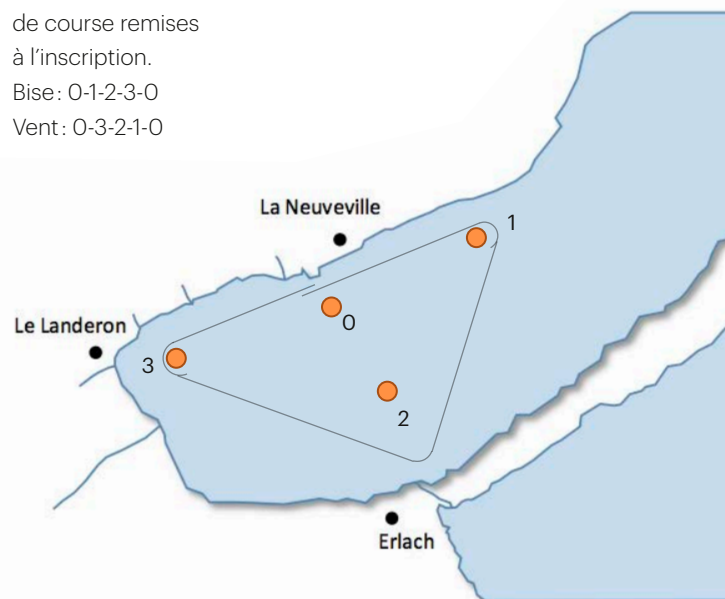 de course remises
à l’inscription.
Bise : 0-1-2-3-0
Vent : 0-3-2-1-0
La Neuveville
1
0
Le Landeron
3
2
Erlach